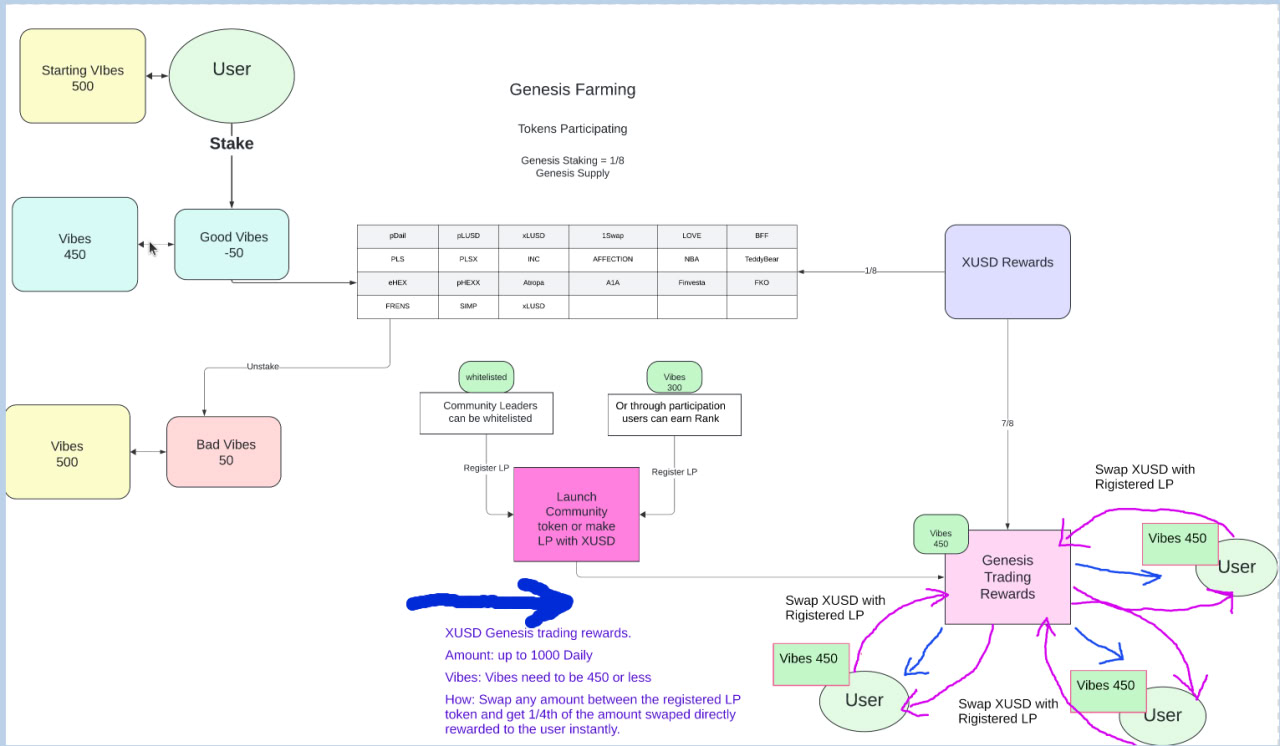 Starting VIbes
500
User
Stake
Vibes
450
Good Vibes
-50
Genesis Farming
Tokens Participating
Genesis Staking = 1/8
Genesis Supply
pDail pLUSD xLUSD 1Swap LOVE BFF
PLS PLSX INC AFFECTION NBA TeddyBear
eHEX pHEXX Atropa A1A Finvesta FKO
FRENS SIMP xLUSD
1/8
XUSD Rewards
Unstake
Vibes
500
Bad Vibes
50
whitelisted
Community Leaders
can be whitelisted
Vibes
300
Or through participation
users can earn Rank
Register LP
Register LP
Launch
Community
token or make
LP with XUSD
7/8
Vibes
450
Genesis
Trading
Rewards
Swap XUSD with
Rigistered LP
Vibes 450
User
Swap XUSD with
Rigistered LP
Vibes 450
User
Swap XUSD with
Rigistered LP
Vibes 450
User
XUSD Genesis trading rewards.
Amount: up to 1000 Daily
Vibes: Vibes need to be 450 or less
How: Swap any amount between the registered LP
token and get 1/4th of the amount swaped directly
rewarded to the user instantly.